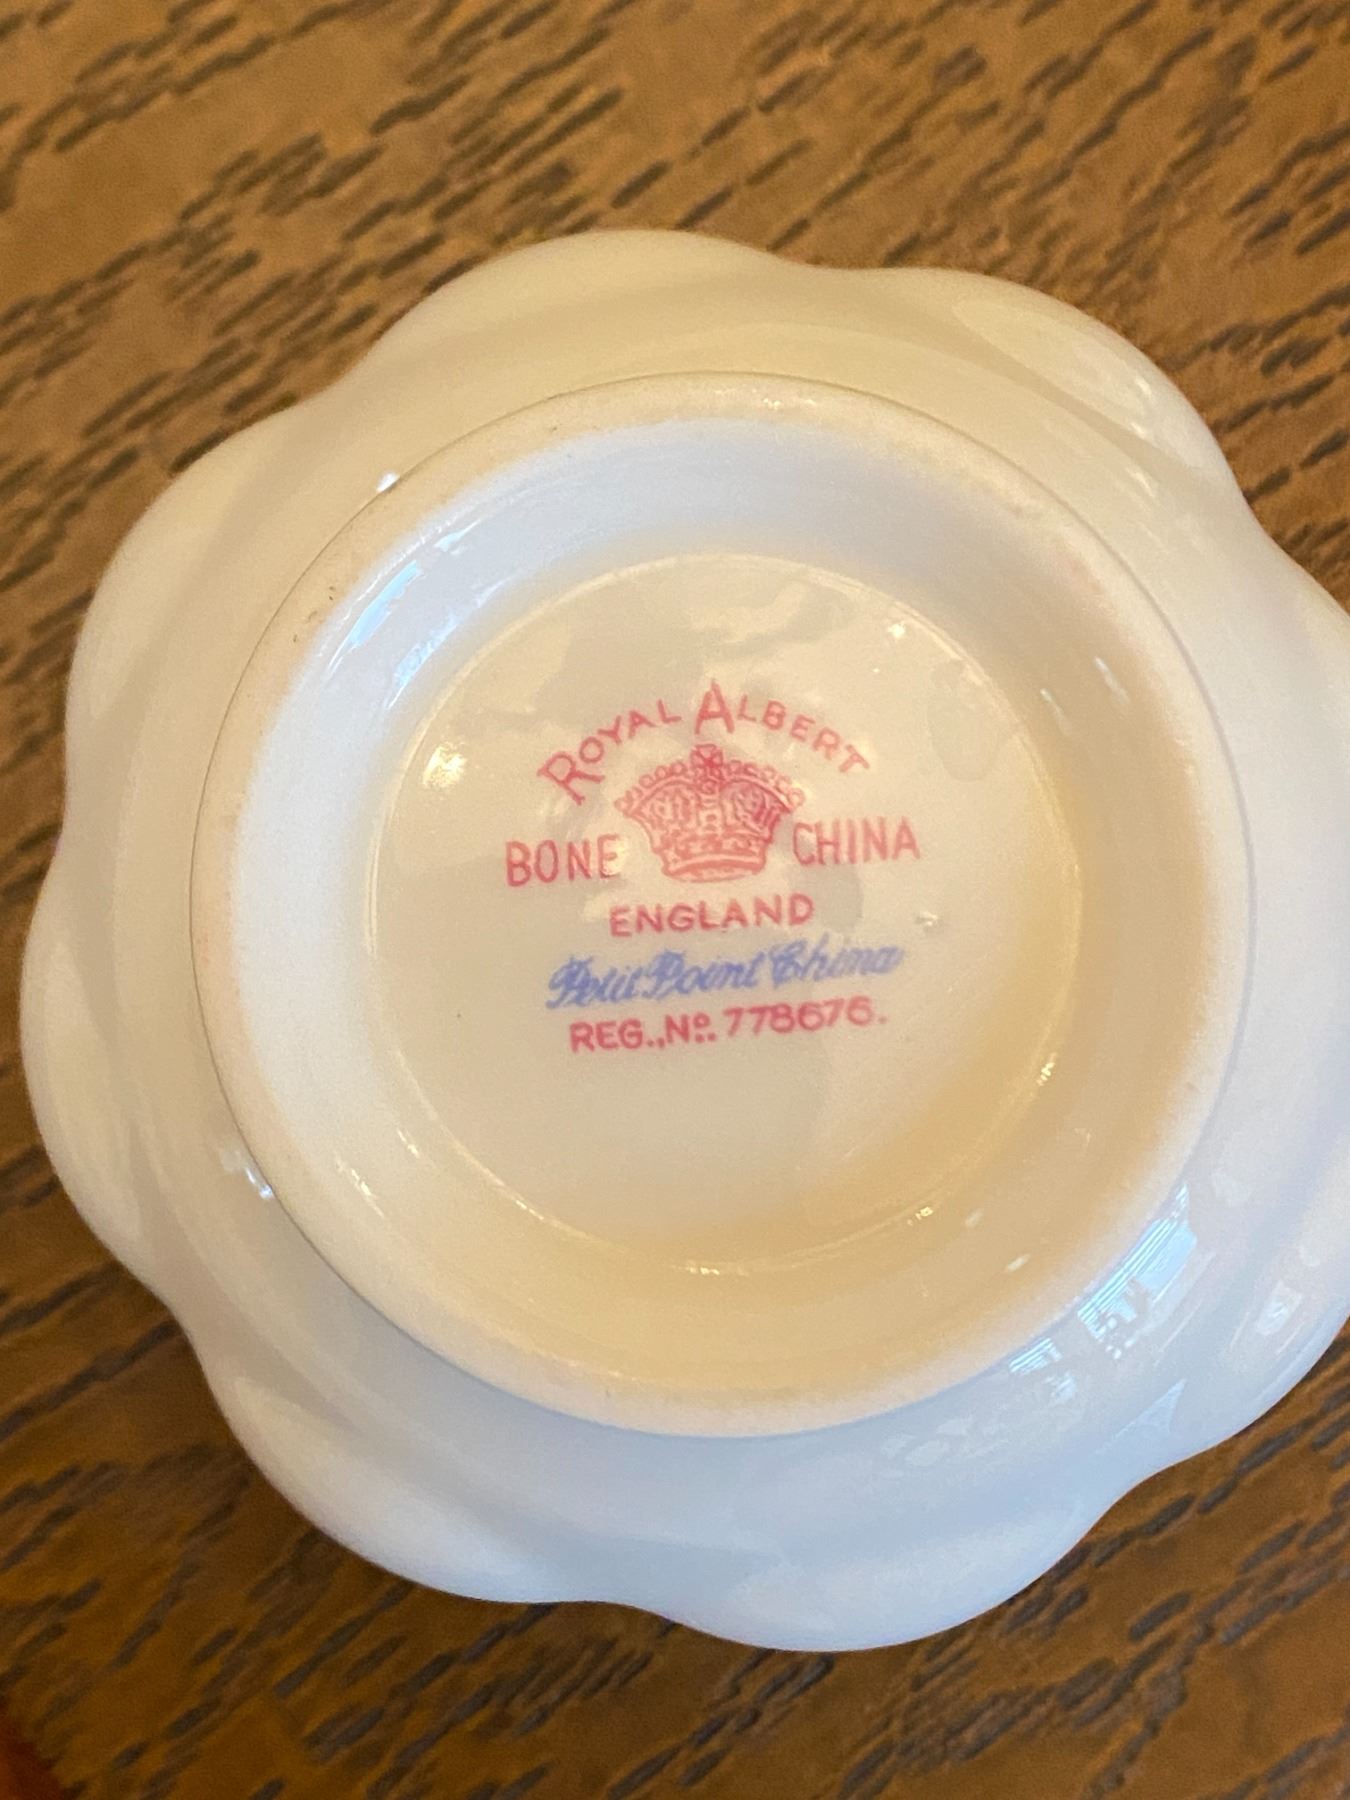 ROYAL ALBERT
BONE CHINA
ENGLAND
Petit Point China
REG., No. 778676.